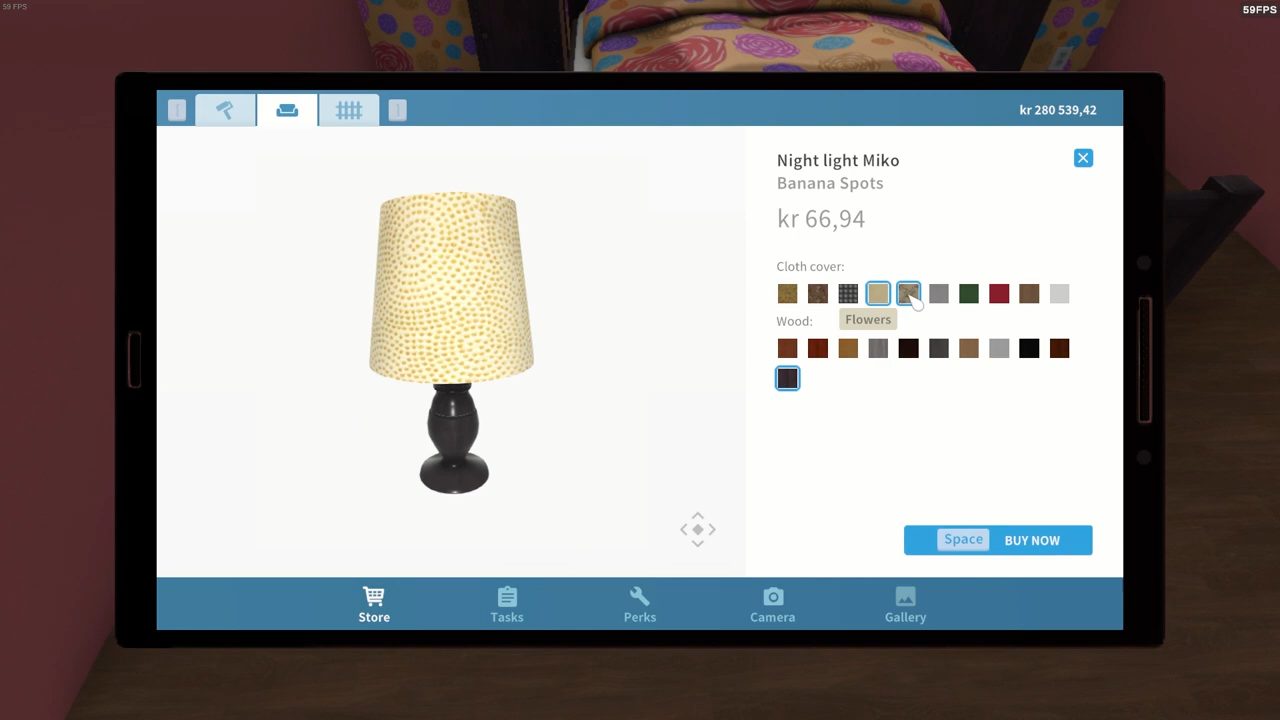 59 FPS
59FPS
kr 280 539,42
Night light Miko
Banana Spots
kr 66,94
Cloth cover:
Wood:
Flowers
Space BUY NOW
Store
Tasks
Perks
Camera
Gallery